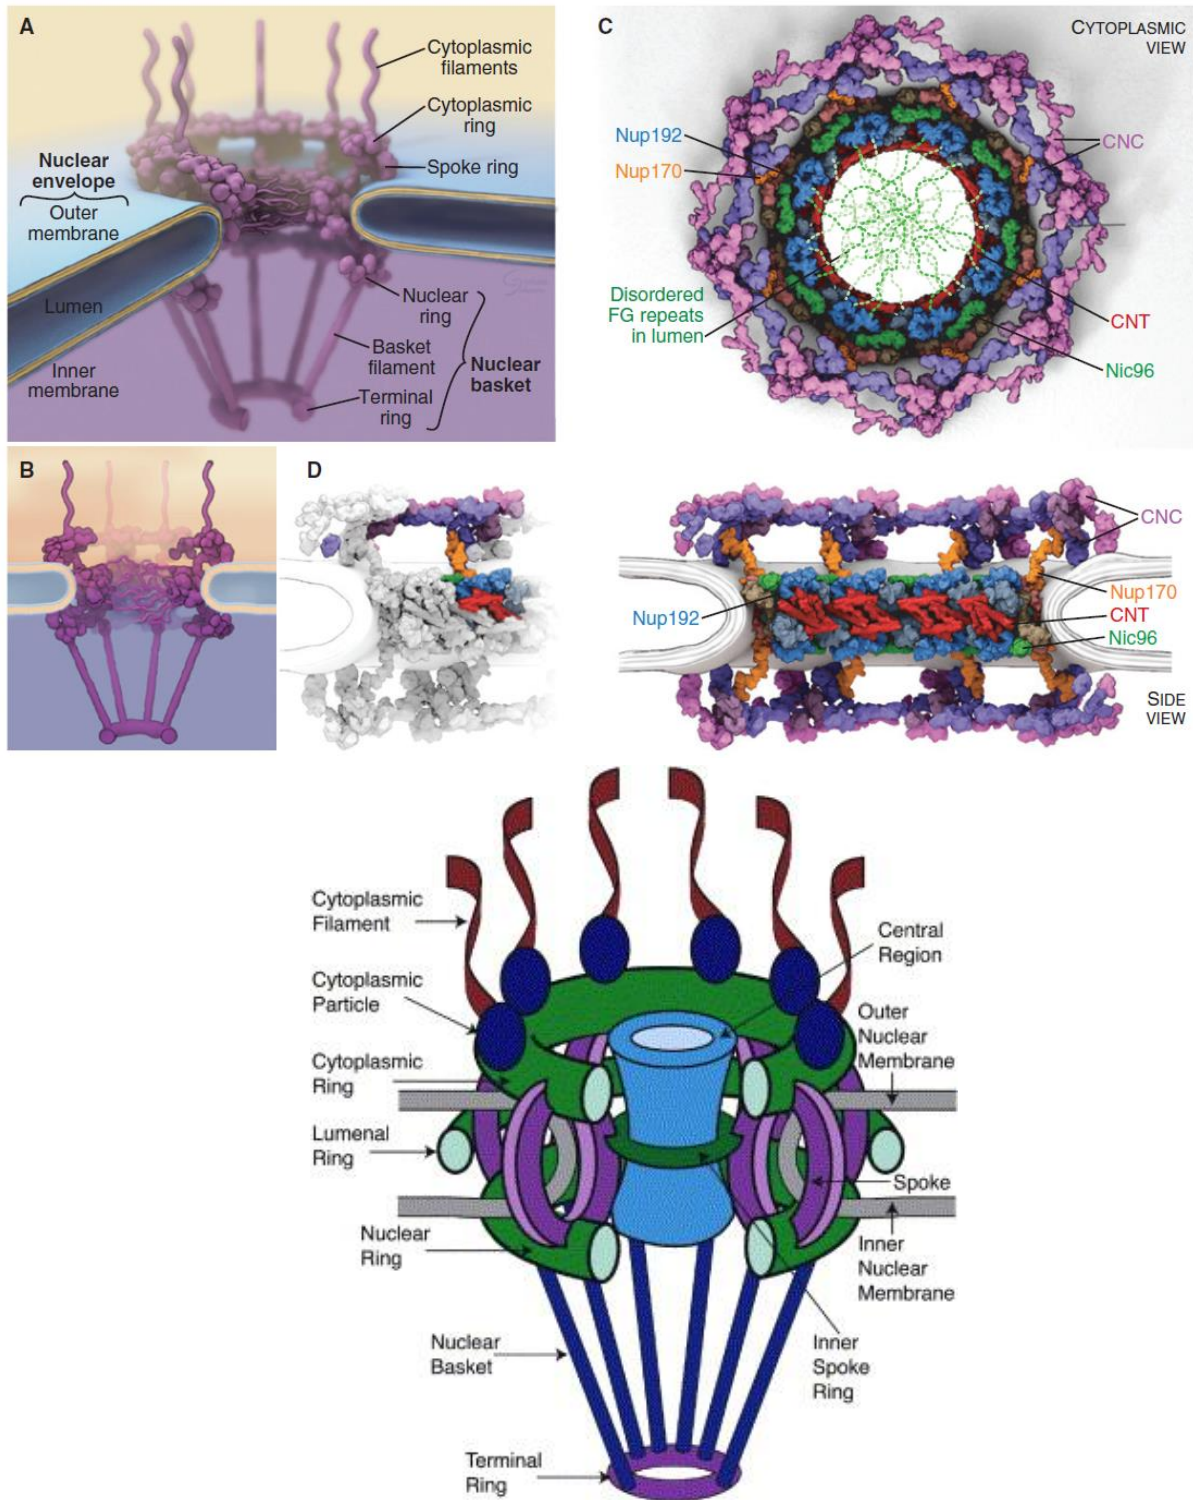 A
Cytoplasmic
filaments
Cytoplasmic
ring
Spoke ring
Nuclear
envelope
Outer
membrane
Lumen
Inner
membrane
Nuclear
ring
Basket
filament
Terminal
ring
Nuclear
basket
C
CYTOPLASMIC
VIEW
Nup192
Nup170
CNC
Disordered
FG repeats
in lumen
CNT
Nic96
B
D
CNC
Nup170
CNT
Nic96
Nup192
SIDE
VIEW
Cytoplasmic
Filament
Cytoplasmic
Particle
Cytoplasmic
Ring
Lumenal
Ring
Nuclear
Ring
Nuclear
Basket
Terminal
Ring
Central
Region
Outer
Nuclear
Membrane
Spoke
Inner
Nuclear
Membrane
Inner
Spoke
Ring